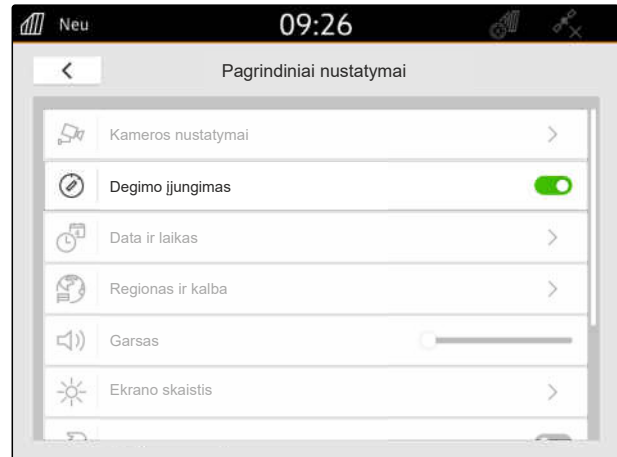 Neu
09:26
Pagrindiniai nustatymai
Kameros nustatymai
Degimo įjungimas
Data ir laikas
Regionas ir kalba
Garsas
Ekrano skaistis